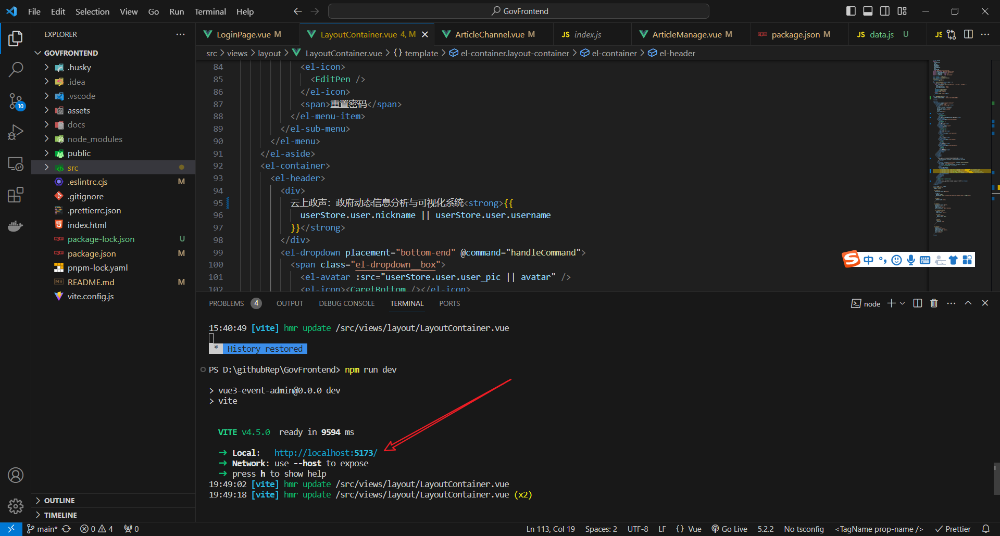 File Edit Selection View Go Run Terminal Help
GovFrontend
EXPLORER
LoginPage.vue M
LayoutContainer.vue 4, M
ArticleChannel.vue M
JS index.js
ArticleManage.vue M
package.json M
JS data.js U
JS
GOVFRONTEND
src > views > layout > LayoutContainer.vue > {} template > el-container.layout-container > el-container > el-header
.husky
.idea
.vscode
assets
docs
node_modules
public
src
.eslintrc.cjs M
.gitignore
.prettierrc.json
index.html
package-lock.json U
package.json M
pnpm-lock.yaml
README.md M
vite.config.js
OUTLINE
TIMELINE
10
84 <el-icon>
85 <EditPen />
86 </el-icon>
87 <span>重置密码</span>
88 </el-menu-item>
89 </el-sub-menu>
90 </el-menu>
91 </el-aside>
92 <el-container>
93 <el-header>
94 <div>
95 云上政声：政府动态信息分析与可视化系统<strong>{{
96 userStore.user.nickname || userStore.user.username
97 }}</strong>
98 </div>
99 <el-dropdown placement="bottom-end" @command="handleCommand">
100 <span class="el-dropdown__box">
101 <el-avatar :src="userStore.user.user_pic || avatar" />
102 <el-icon><CaretBottom /></el-icon>
中
PROBLEMS 4 OUTPUT DEBUG CONSOLE TERMINAL PORTS
node
15:40:49 [vite] hmr update /src/views/layout/LayoutContainer.vue
* History restored
PS D:\githubRep\GovFrontend> npm run dev
> vue3-event-admin@0.0.0 dev
> vite
VITE v4.5.0 ready in 9594 ms
➜ Local: http://localhost:5173/
➜ Network: use --host to expose
➜ press h to show help
19:49:02 [vite] hmr update /src/views/layout/LayoutContainer.vue
19:49:18 [vite] hmr update /src/views/layout/LayoutContainer.vue (x2)
main* 0 4 0
Ln 113, Col 19 Spaces: 2 UTF-8 LF {} Vue Go Live 5.2.2 No tsconfig <TagName prop-name /> Prettier